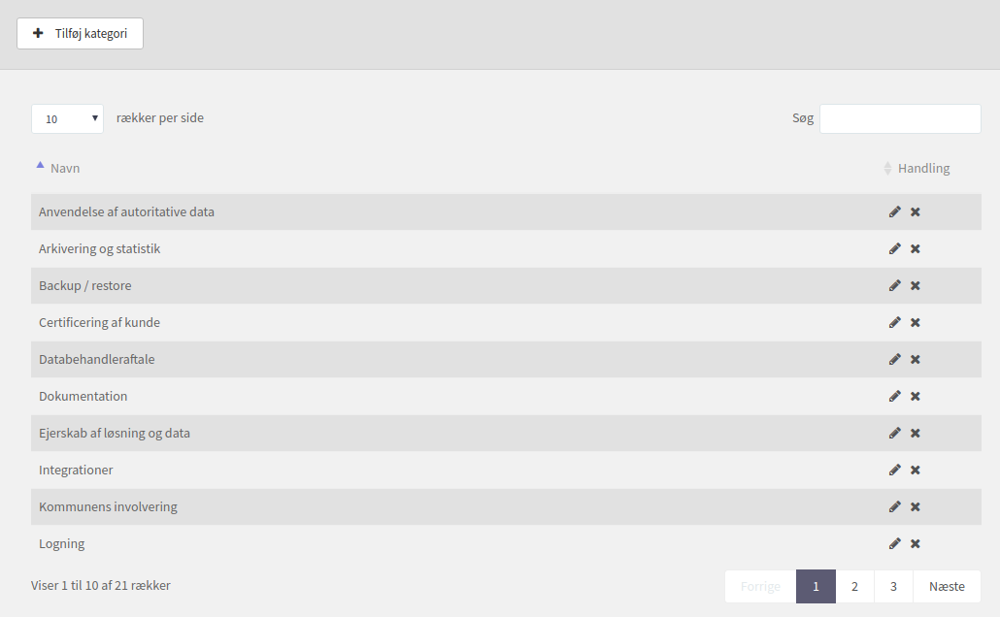 Tilføj kategori
10 rækker per side Søg
Navn Handling
Anvendelse af autoritative data
Arkivering og statistik
Backup / restore
Certificering af kunde
Databehandleraftale
Dokumentation
Ejerskab af løsning og data
Integrationer
Kommunens involvering
Logning
Viser 1 til 10 af 21 rækker Forrige 1 2 3 Næste